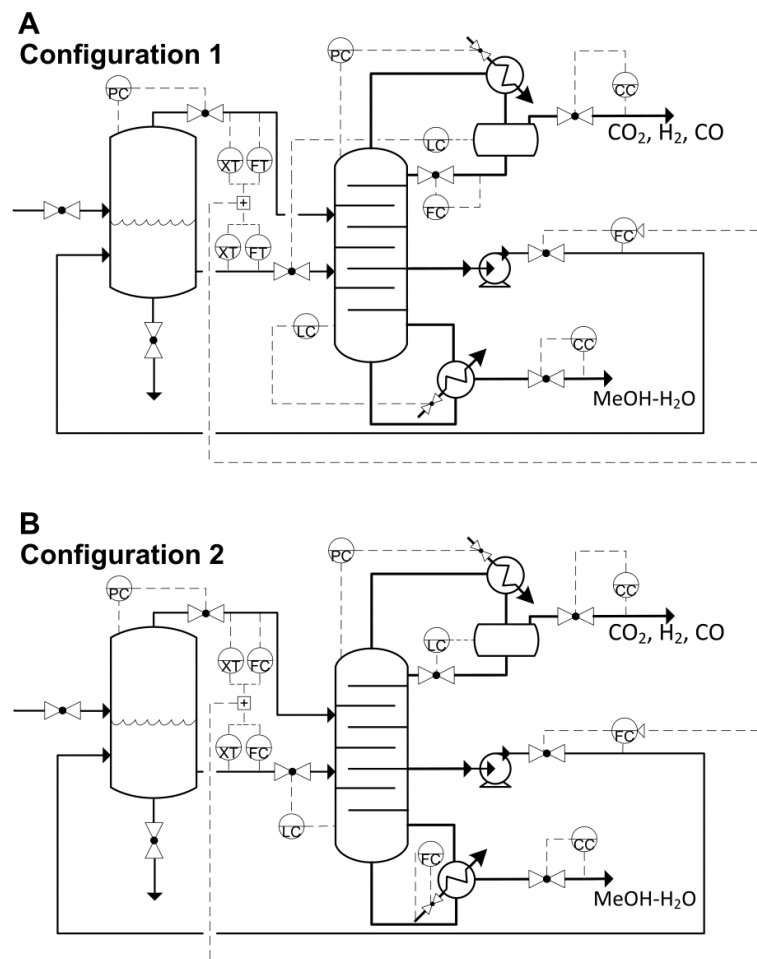 A
Configuration 1
PC
PC
CC
LC
CO2, H2, CO
XT FT
FC
+
FC
XT FT
LC
CC
MeOH-H2O
B
Configuration 2
PC
PC
CC
LC
CO2, H2, CO
XT FC
+
FC
XT FC
LC
CC
FC
MeOH-H2O